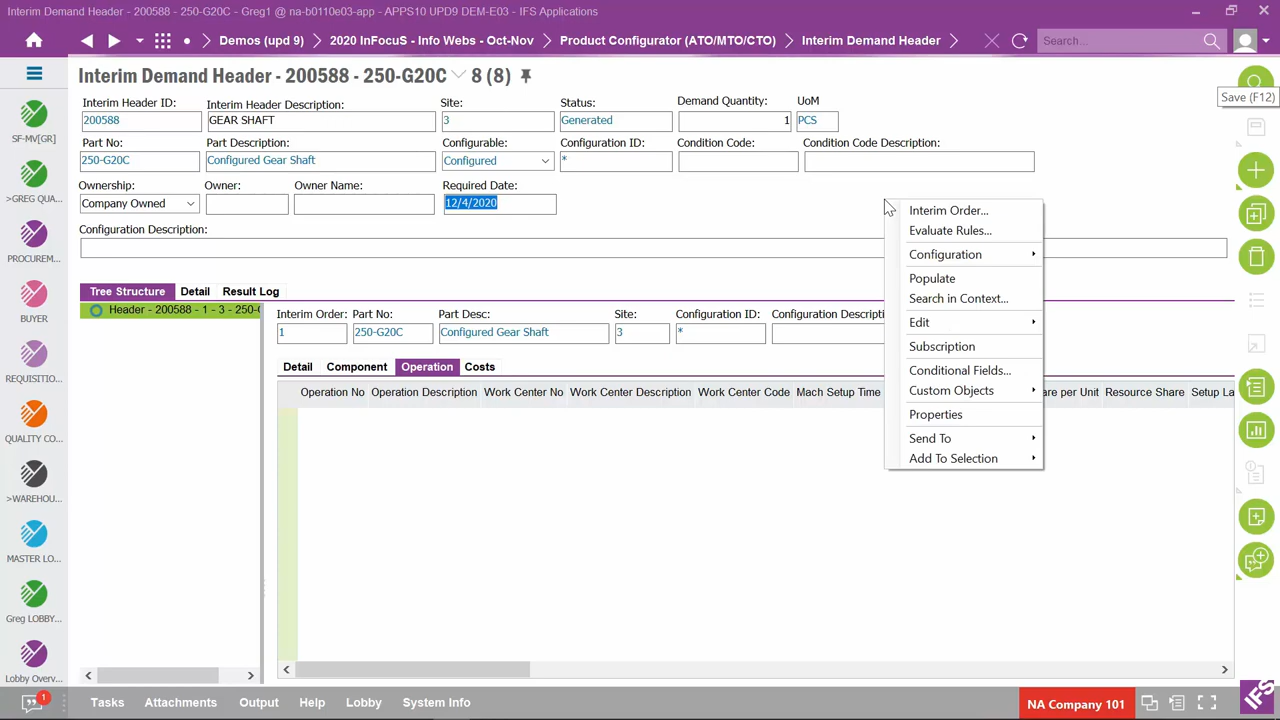 Interim Demand Header - 200588 - 250-G20C - Greg1 @ na-b0110e03-app - APPS10 UPD9 DEM-E03 - IFS Applications
Demos (upd 9) > 2020 InFocuS - Info Webs - Oct-Nov > Product Configurator (ATO/MTO/CTO) > Interim Demand Header >
Search...
Interim Demand Header - 200588 - 250-G20C 8 (8)
Save (F12)
Interim Header ID: Interim Header Description: Site: Status: Demand Quantity: UoM
200588 GEAR SHAFT 3 Generated 1 PCS
Part No: Part Description: Configurable: Configuration ID: Condition Code: Condition Code Description:
250-G20C Configured Gear Shaft Configured *
Ownership: Owner: Owner Name: Required Date:
Company Owned 12/4/2020
Configuration Description:
Interim Order...
Evaluate Rules...
Configuration
Populate
Search in Context...
Edit
Subscription
Conditional Fields...
Custom Objects
Properties
Send To
Add To Selection
Tree Structure Detail Result Log
Header - 200588 - 1 - 3 - 250-G
Interim Order: Part No: Part Desc: Site: Configuration ID: Configuration Descripti
1 250-G20C Configured Gear Shaft 3 *
Detail Component Operation Costs
Operation No Operation Description Work Center Work Center Description Work Center Code Setup Time are per Unit Resource Share Setup La
SF-MV[GR]
>GREG QUA...
PROCUREM...
BUYER
REQUISITIO...
QUALITY CO...
>WAREHOU...
MASTER LO...
Greg LOBBY...
Lobby Overv...
1
Tasks Attachments Output Help Lobby System Info
NA Company 101
IFS